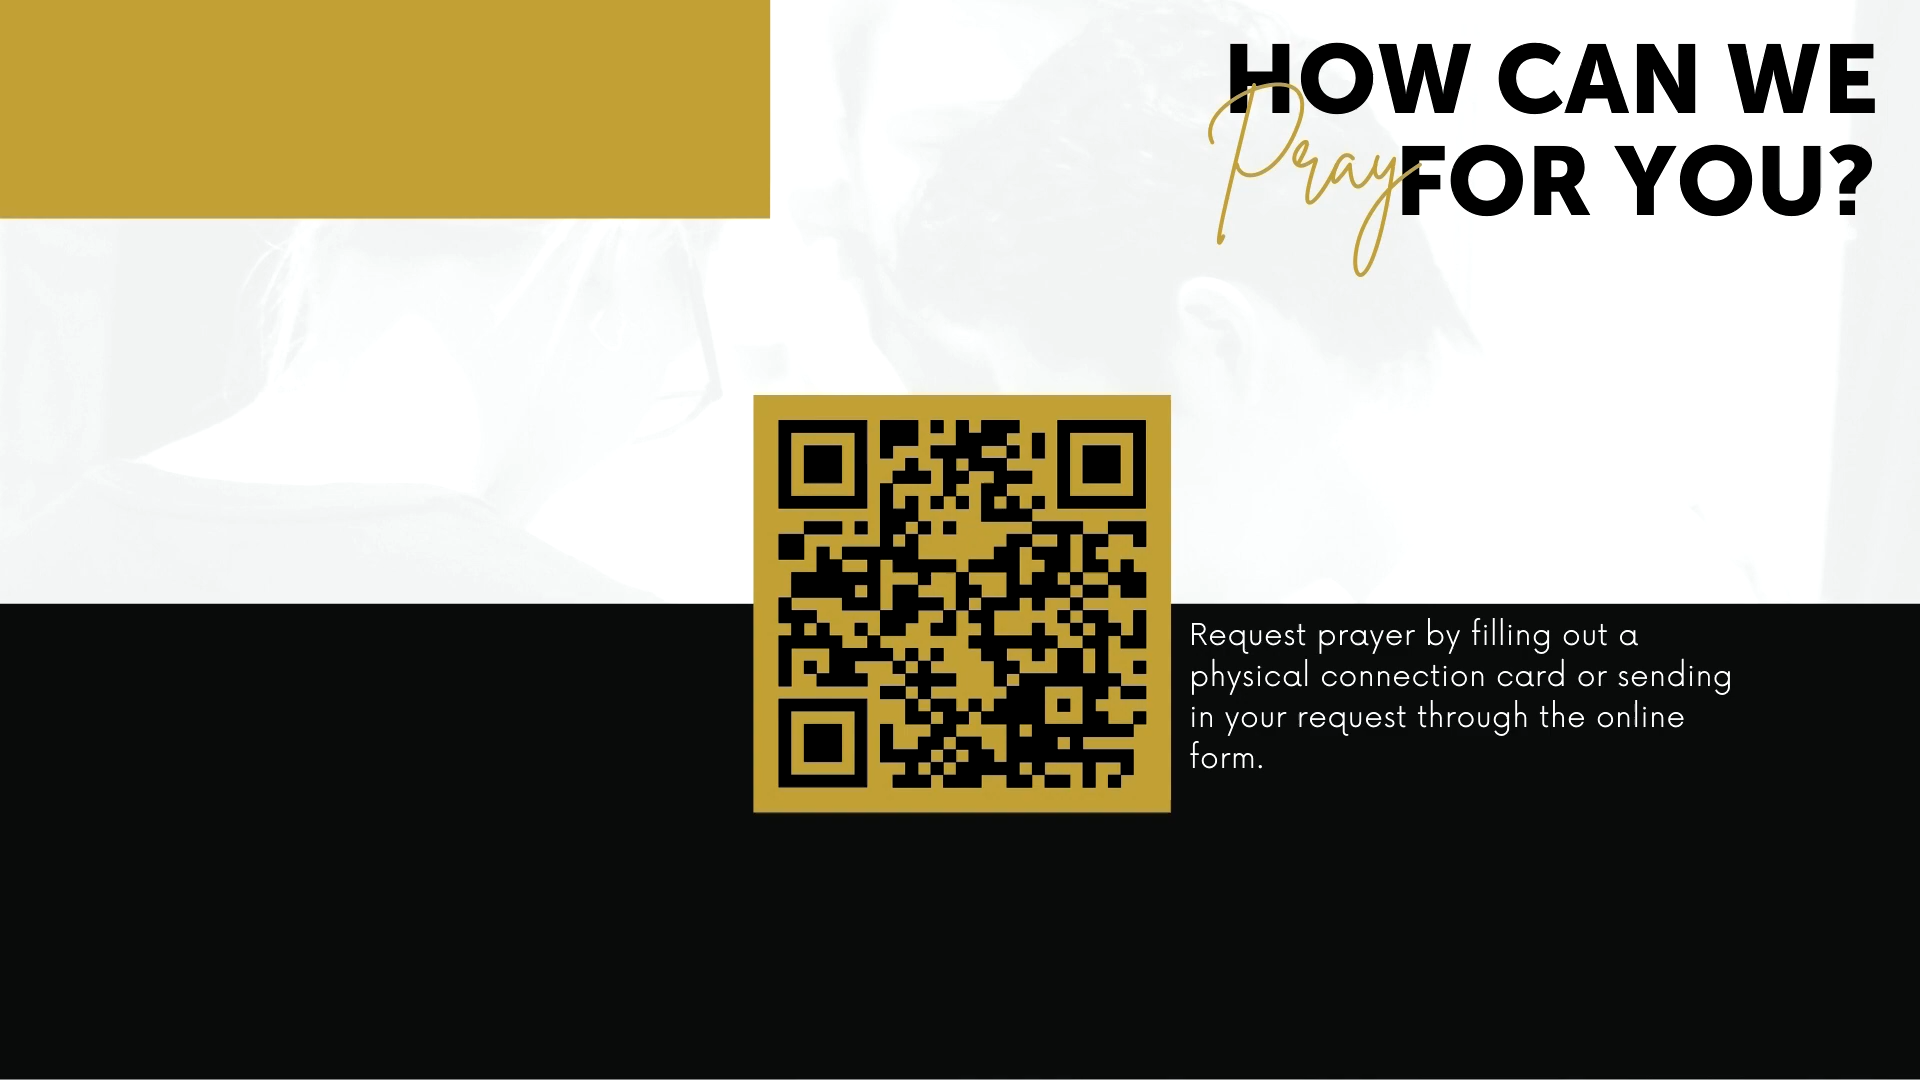 HOW CAN WE
Pray FOR YOU?
Request prayer by filling out a
physical connection card or sending
in your request through the online
form.